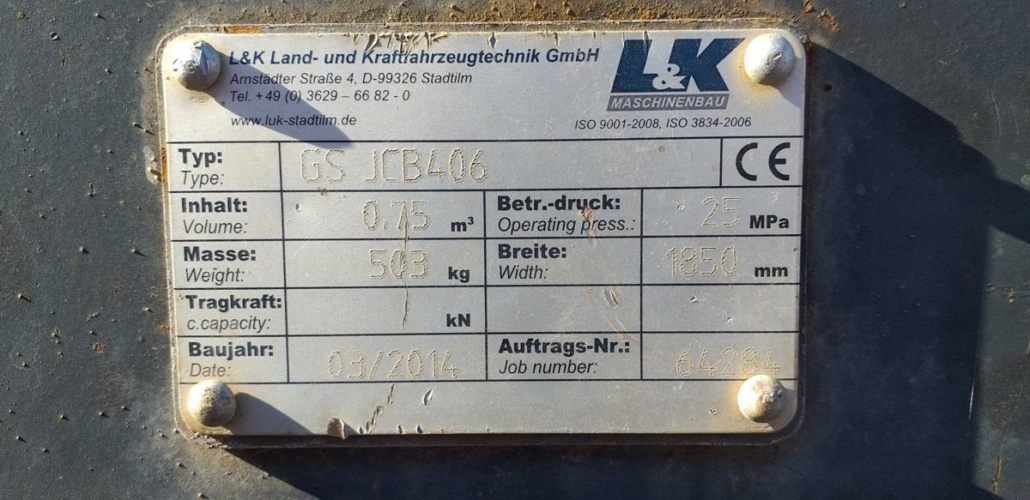 L&K Land- und Kraftfahrzeugtechnik GmbH
Arnstädter Straße 4, D-99326 Stadtilm
Tel. +49 (0) 3629 – 66 82 - 0
www.luk-stadtilm.de
L&K
MASCHINENBAU
ISO 9001-2008, ISO 3834-2006
Typ: GS JCB406 CE
Type:
Inhalt: 0.75 m³ Betr.-druck: 25 MPa
Volume: Operating press.:
Masse: 503 kg Breite: 1850 mm
Weight: Width:
Tragkraft: kN
c.capacity:
Baujahr: 03/2014 Auftrags-Nr.: 64284
Date: Job number: